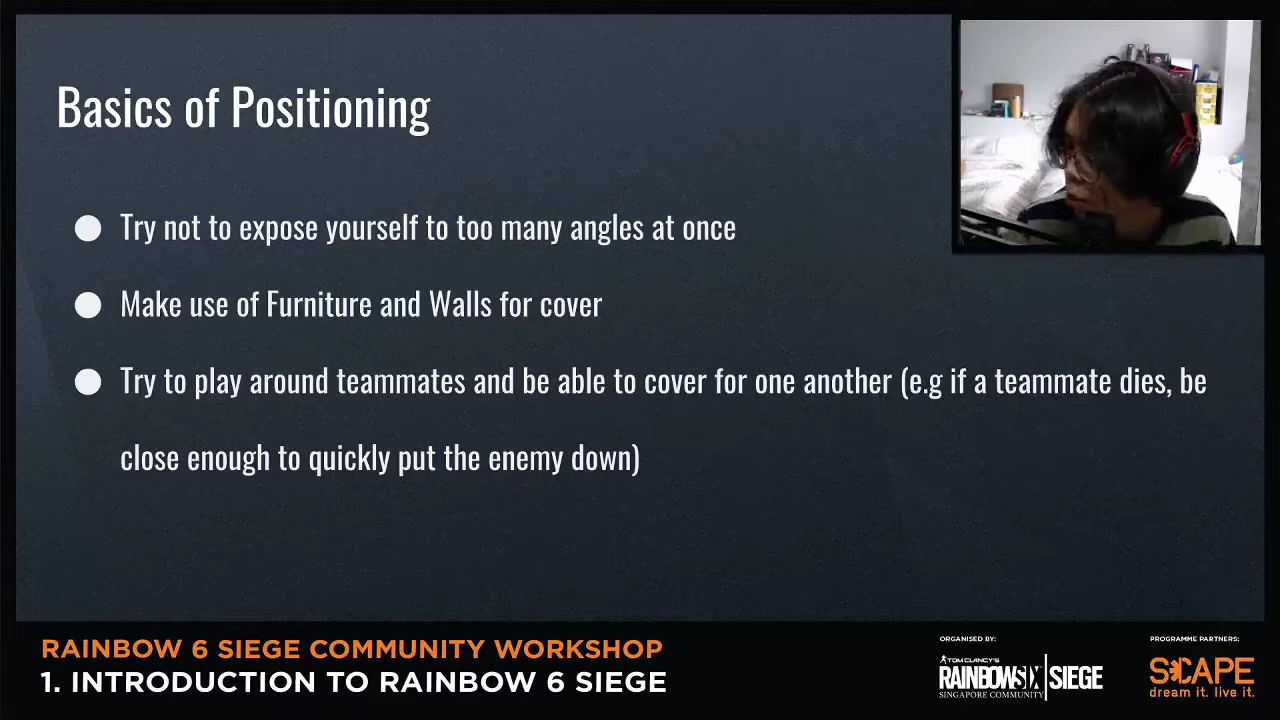 Basics of Positioning
Try not to expose yourself to too many angles at once
Make use of Furniture and Walls for cover
Try to play around teammates and be able to cover for one another (e.g if a teammate dies, be
close enough to quickly put the enemy down)
RAINBOW 6 SIEGE COMMUNITY WORKSHOP
1. INTRODUCTION TO RAINBOW 6 SIEGE
ORGANISED BY:
TOM CLANCY'S
RAINBOW SIX SIEGE
SINGAPORE COMMUNITY
PROGRAMME PARTNERS:
SCAPE
dream it. live it.